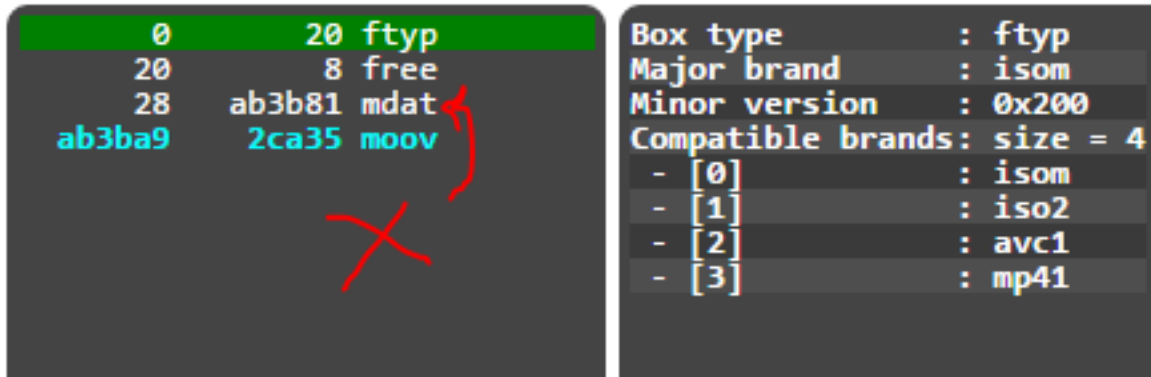 0 20 ftyp
20 8 free
28 ab3b81 mdat
ab3ba9 2ca35 moov
Box type : ftyp
Major brand : isom
Minor version : 0x200
Compatible brands: size = 4
- [0] : isom
- [1] : iso2
- [2] : avc1
- [3] : mp41